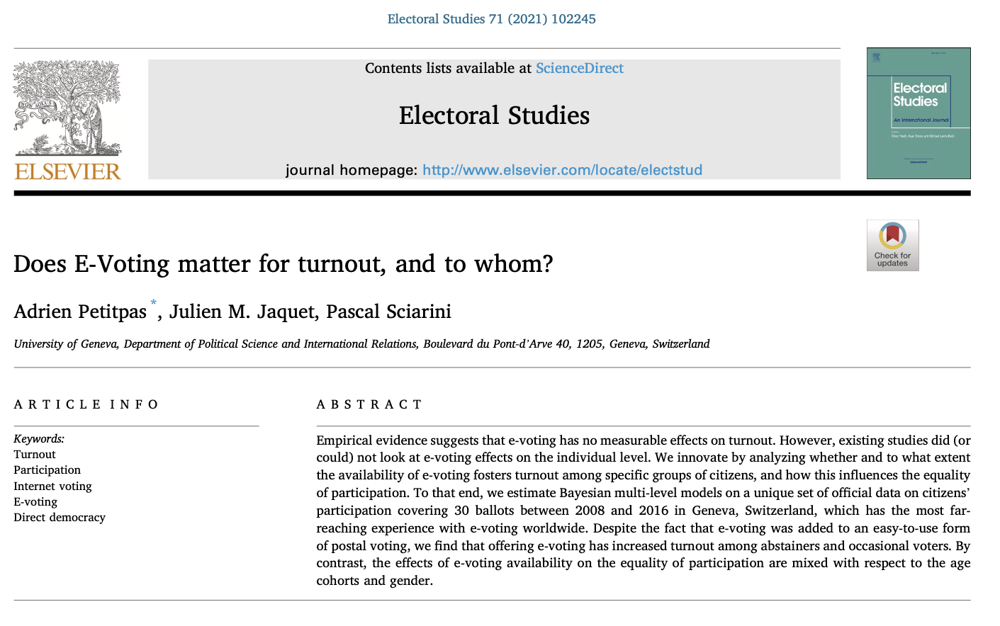 Electoral Studies 71 (2021) 102245
Contents lists available at ScienceDirect
Electoral Studies
journal homepage: http://www.elsevier.com/locate/electstud
NON SOLUS
ELSEVIER
Electoral
Studies
An International Journal
ScienceDirect
Check for
updates
Does E-Voting matter for turnout, and to whom?
Adrien Petitpas*, Julien M. Jaquet, Pascal Sciarini
University of Geneva, Department of Political Science and International Relations, Boulevard du Pont-d'Arve 40, 1205, Geneva, Switzerland
ARTICLE INFO
Keywords:
Turnout
Participation
Internet voting
E-voting
Direct democracy
ABSTRACT
Empirical evidence suggests that e-voting has no measurable effects on turnout. However, existing studies did (or
could) not look at e-voting effects on the individual level. We innovate by analyzing whether and to what extent
the availability of e-voting fosters turnout among specific groups of citizens, and how this influences the equality
of participation. To that end, we estimate Bayesian multi-level models on a unique set of official data on citizens'
participation covering 30 ballots between 2008 and 2016 in Geneva, Switzerland, which has the most far-
reaching experience with e-voting worldwide. Despite the fact that e-voting was added to an easy-to-use form
of postal voting, we find that offering e-voting has increased turnout among abstainers and occasional voters. By
contrast, the effects of e-voting availability on the equality of participation are mixed with respect to the age
cohorts and gender.